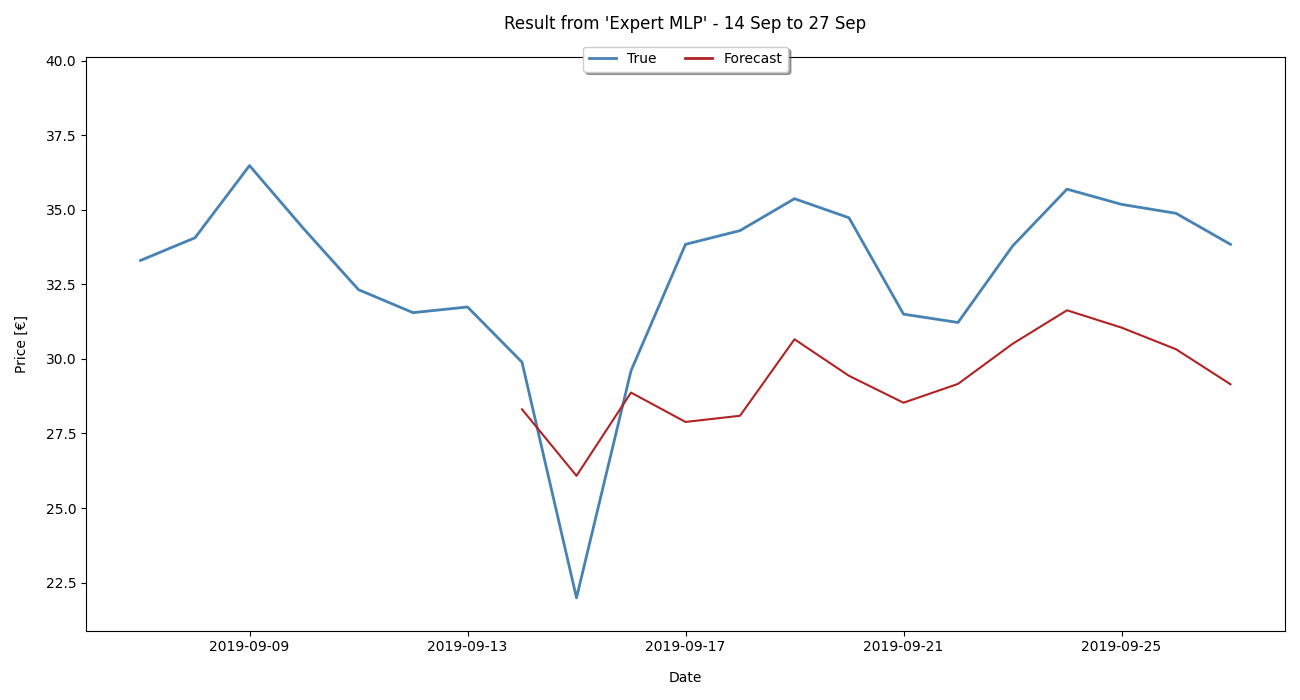 Result from 'Expert MLP' - 14 Sep to 27 Sep
True Forecast
40.0
37.5
35.0
32.5
30.0
27.5
25.0
22.5
Price [€]
2019-09-09 2019-09-13 2019-09-17 2019-09-21 2019-09-25
Date